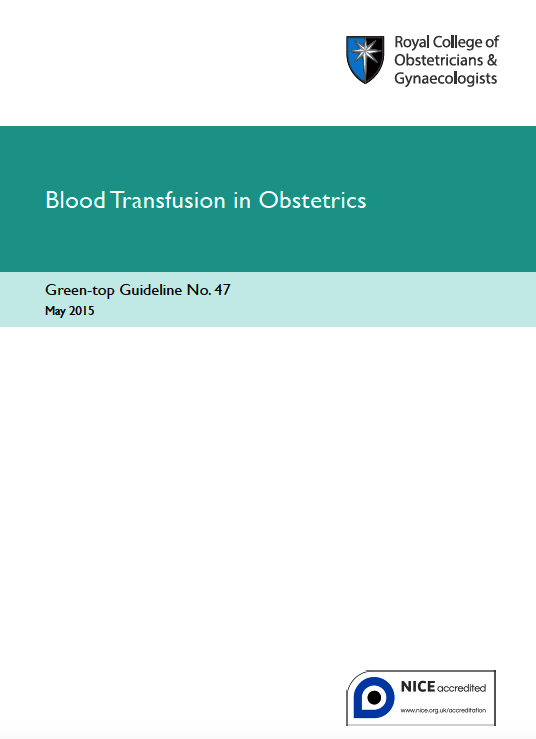 Royal College of
Obstetricians &
Gynaecologists
Blood Transfusion in Obstetrics
Green-top Guideline No. 47
May 2015
NICE accredited
www.nice.org.uk/accreditation